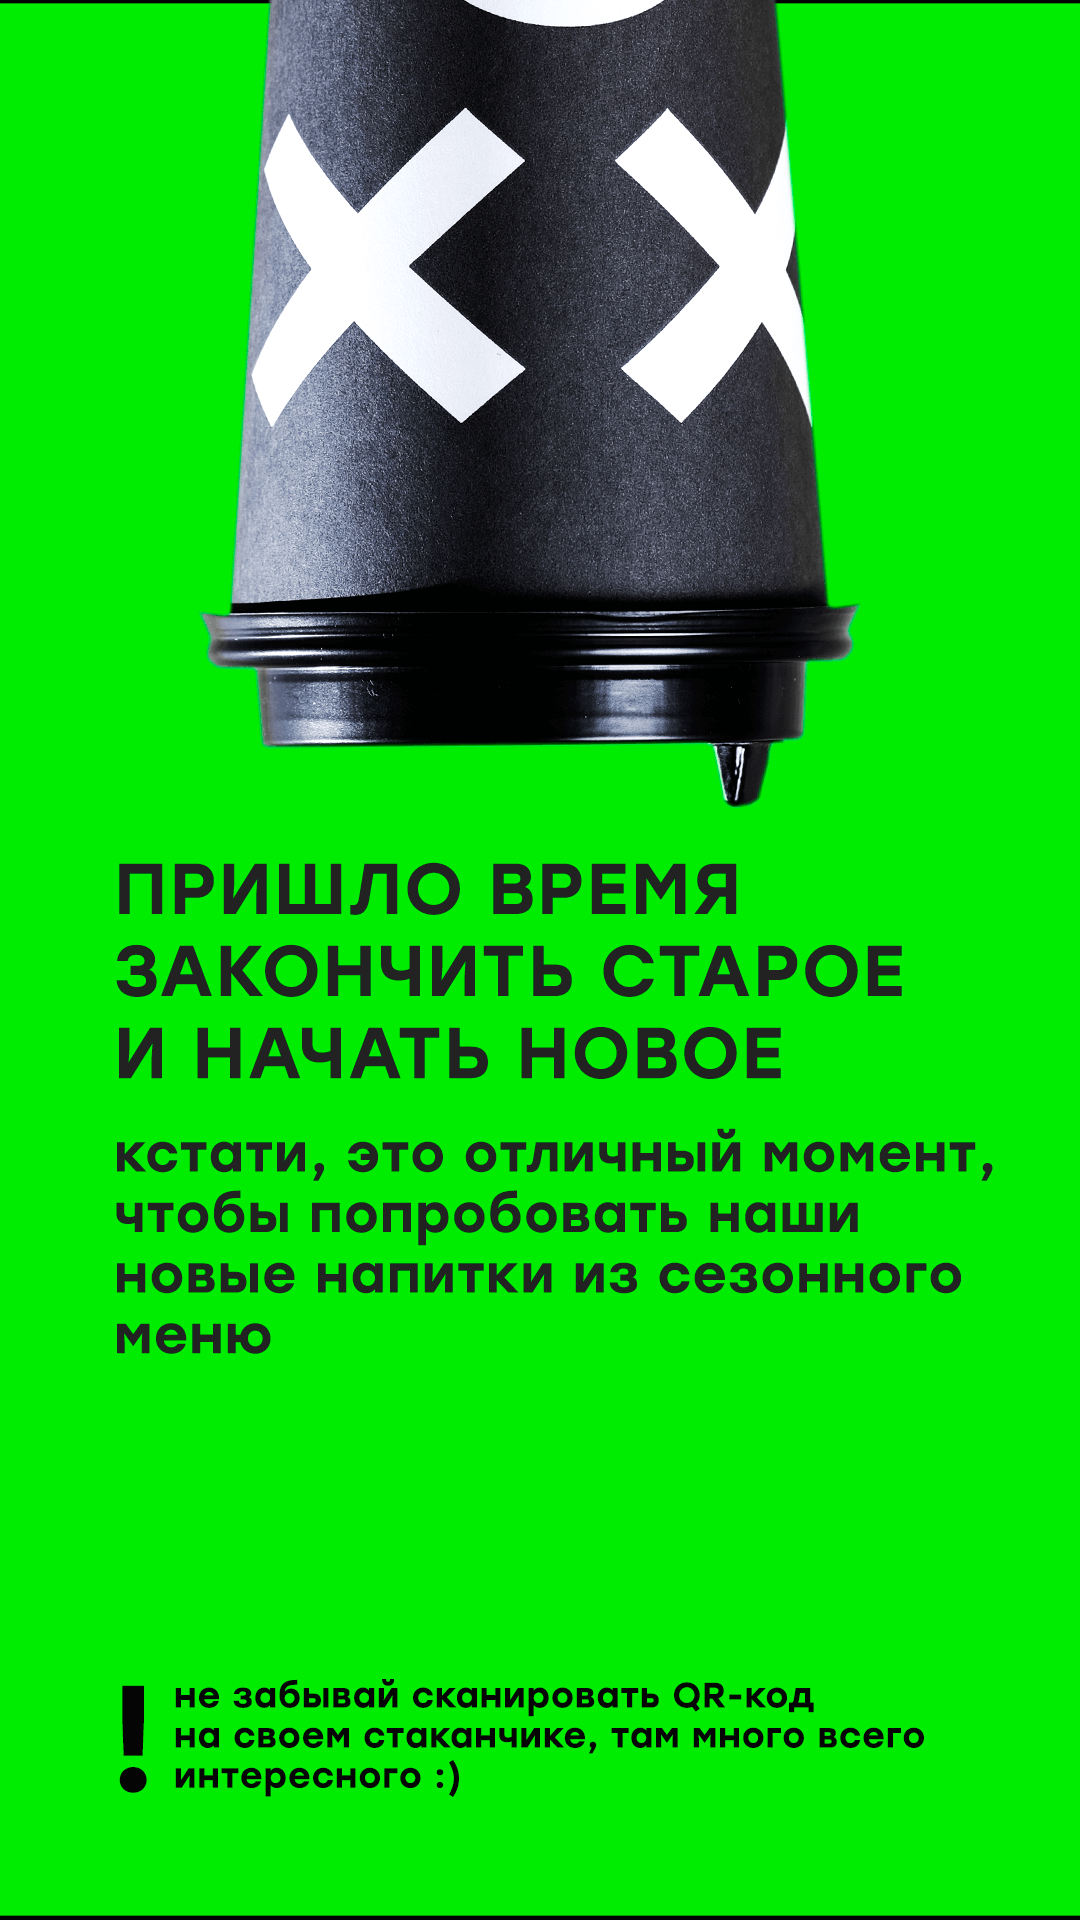 ПРИШЛО ВРЕМЯ
ЗАКОНЧИТЬ СТАРОЕ
И НАЧАТЬ НОВОЕ
кстати, это отличный момент,
чтобы попробовать наши
новые напитки из сезонного
меню
! не забывай сканировать QR-код
на своем стаканчике, там много всего
интересного :)